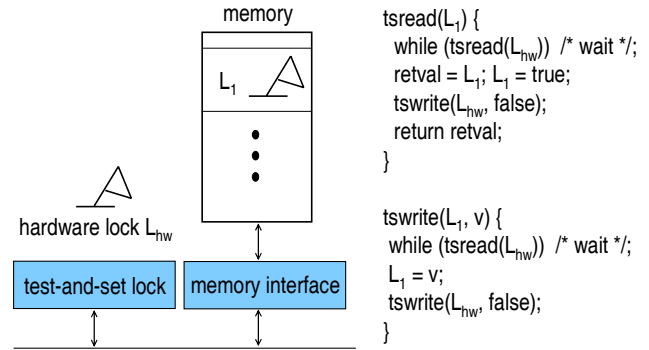 memory
L₁
hardware lock Lhw
test-and-set lock
memory interface
tsread(L₁) {
while (tsread(Lhw)) /* wait */;
retval = L₁; L₁ = true;
tswrite(Lhw, false);
return retval;
}
tswrite(L₁, v) {
while (tsread(Lhw)) /* wait */;
L₁ = v;
tswrite(Lhw, false);
}